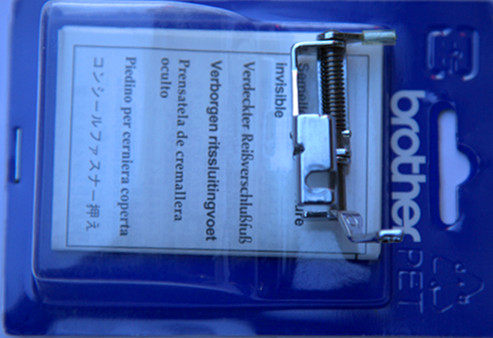 brother
PET
invisible
Verdeckter Reißverschlußfuß
Verborgen ritssluitingvoet
Prensatela de cremallera
oculto
Piedino per cerniera coperta
コンシールファスナー押え